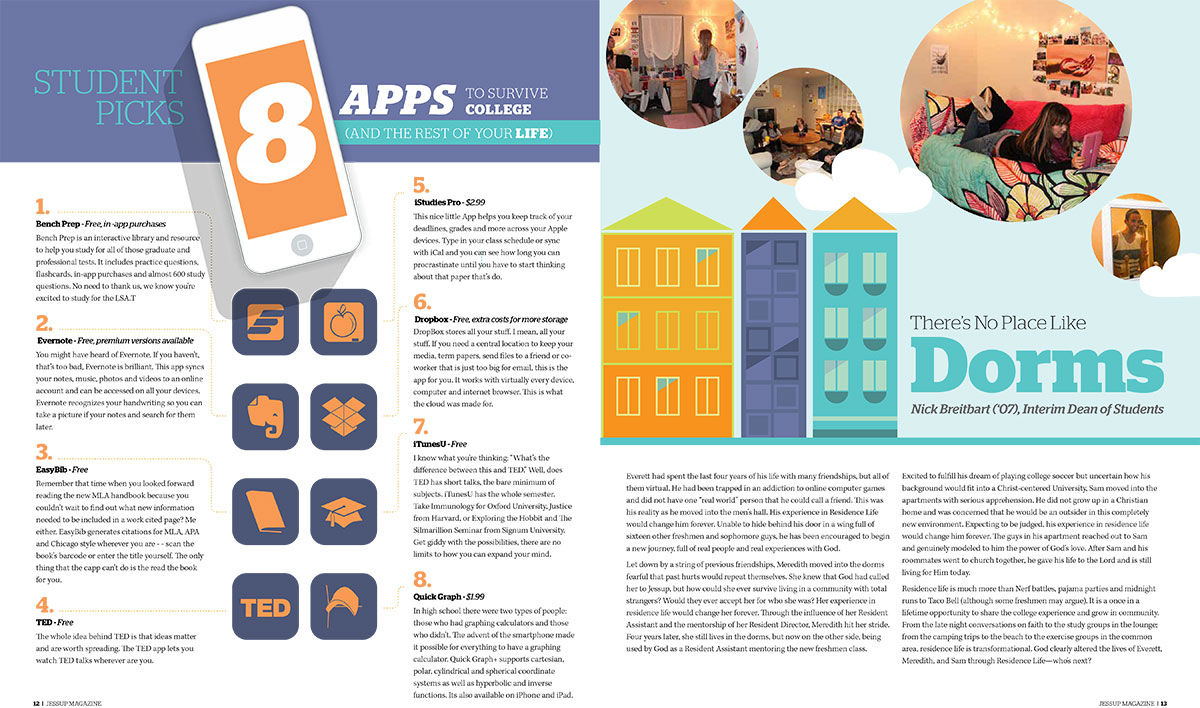 STUDENT
PICKS
8
APPS TO SURVIVE
COLLEGE
(AND THE REST OF YOUR LIFE)
1.
Bench Prep - Free, in-app purchases
Bench Prep is an interactive library and resource
to help you study for all of those graduate and
professional tests. It includes practice questions,
flashcards, in-app purchases and almost 600 study
questions. No need to thank us, we know you're
excited to study for the LSA.T
2.
Evernote - Free, premium versions available
You might have heard of Evernote. If you haven't,
that's too bad, Evernote is brilliant. This app syncs
your notes, music, photos and videos to an online
account and can be accessed on all your devices.
Evernote recognizes your handwriting so you can
take a picture of your notes and search for them
later.
3.
EasyBib - Free
Remember that time when you looked forward
reading the new MLA handbook because you
couldn't wait to find out what new information
needed to be included in a work cited page? Me
either. EasyBib generates citations for MLA, APA
and Chicago style wherever you are - - scan the
book's barcode or enter the title yourself. The only
thing that the capp can't do is the read the book
for you.
4.
TED - Free
The whole idea behind TED is that ideas matter
and are worth spreading. The TED app lets you
watch TED talks wherever are you.
TED
5.
iStudies Pro - $2.99
This nice little App helps you keep track of your
deadlines, grades and more across your Apple
devices. Type in your class schedule or sync
with iCal and you can see how long you can
procrastinate until you have to start thinking
about that paper that's do.
6.
Dropbox - Free, extra costs for more storage
DropBox stores all your stuff. I mean, all your
stuff. If you need a central location to keep your
media, term papers, send files to a friend or co-
worker that is just too big for email, this is the
app for you. It works with virtually every device,
computer and internet browser. This is what
the cloud was made for.
7.
iTunesU - Free
I know what you're thinking: "What's the
difference between this and TED." Well, does
TED has short talks, the bare minimum of
subjects. iTunesU has the whole semester.
Take Immunology for Oxford University, Justice
from Harvard, or Exploring the Hobbit and The
Silmarillion Seminar from Signum University.
Get giddy with the possibilities, there are no
limits to how you can expand your mind.
8.
Quick Graph - $1.99
In high school there were two types of people:
those who had graphing calculators and those
who didn't. The advent of the smartphone made
it possible for everything to have a graphing
calculator. Quick Graph+ supports cartesian,
polar, cylindrical and spherical coordinate
systems as well as hyperbolic and inverse
functions. Its also available on iPhone and iPad.
12 | JESSUP MAGAZINE
There's No Place Like
Dorms
Nick Breitbart ('07), Interim Dean of Students
Everett had spent the last four years of his life with many friendships, but all of
them virtual. He had been trapped in an addiction to online computer games
and did not have one "real world" person that he could call a friend. This was
his reality as he moved into the men's hall. His experience in Residence Life
would change him forever. Unable to hide behind his door in a wing full of
sixteen other freshmen and sophomore guys, he has been encouraged to begin
a new journey, full of real people and real experiences with God.
Let down by a string of previous friendships, Meredith moved into the dorms
fearful that past hurts would repeat themselves. She knew that God had called
her to Jessup, but how could she ever survive living in a community with total
strangers? Would they ever accept her for who she was? Her experience in
residence life would change her forever. Through the influence of her Resident
Assistant and the mentorship of her Resident Director, Meredith hit her stride.
Four years later, she still lives in the dorms, but now on the other side, being
used by God as a Resident Assistant mentoring the new freshmen class.
Excited to fulfill his dream of playing college soccer but uncertain how his
background would fit into a Christ-centered University, Sam moved into the
apartments with serious apprehension. He did not grow up in a Christian
home and was concerned that he would be an outsider in this completely
new environment. Expecting to be judged, his experience in residence life
would change him forever. The guys in his apartment reached out to Sam
and genuinely modeled to him the power of God's love. After Sam and his
roommates went to church together, he gave his life to the Lord and is still
living for Him today.
Residence life is much more than Nerf battles, pajama parties and midnight
runs to Taco Bell (although some freshmen may argue). It is a once in a
lifetime opportunity to share the college experience and grow in community.
From the late night conversations on faith to the study groups in the lounge;
from the camping trips to the beach to the exercise groups in the common
area, residence life is transformational. God clearly altered the lives of Everett,
Meredith, and Sam through Residence Life—who's next?
JESSUP MAGAZINE | 13